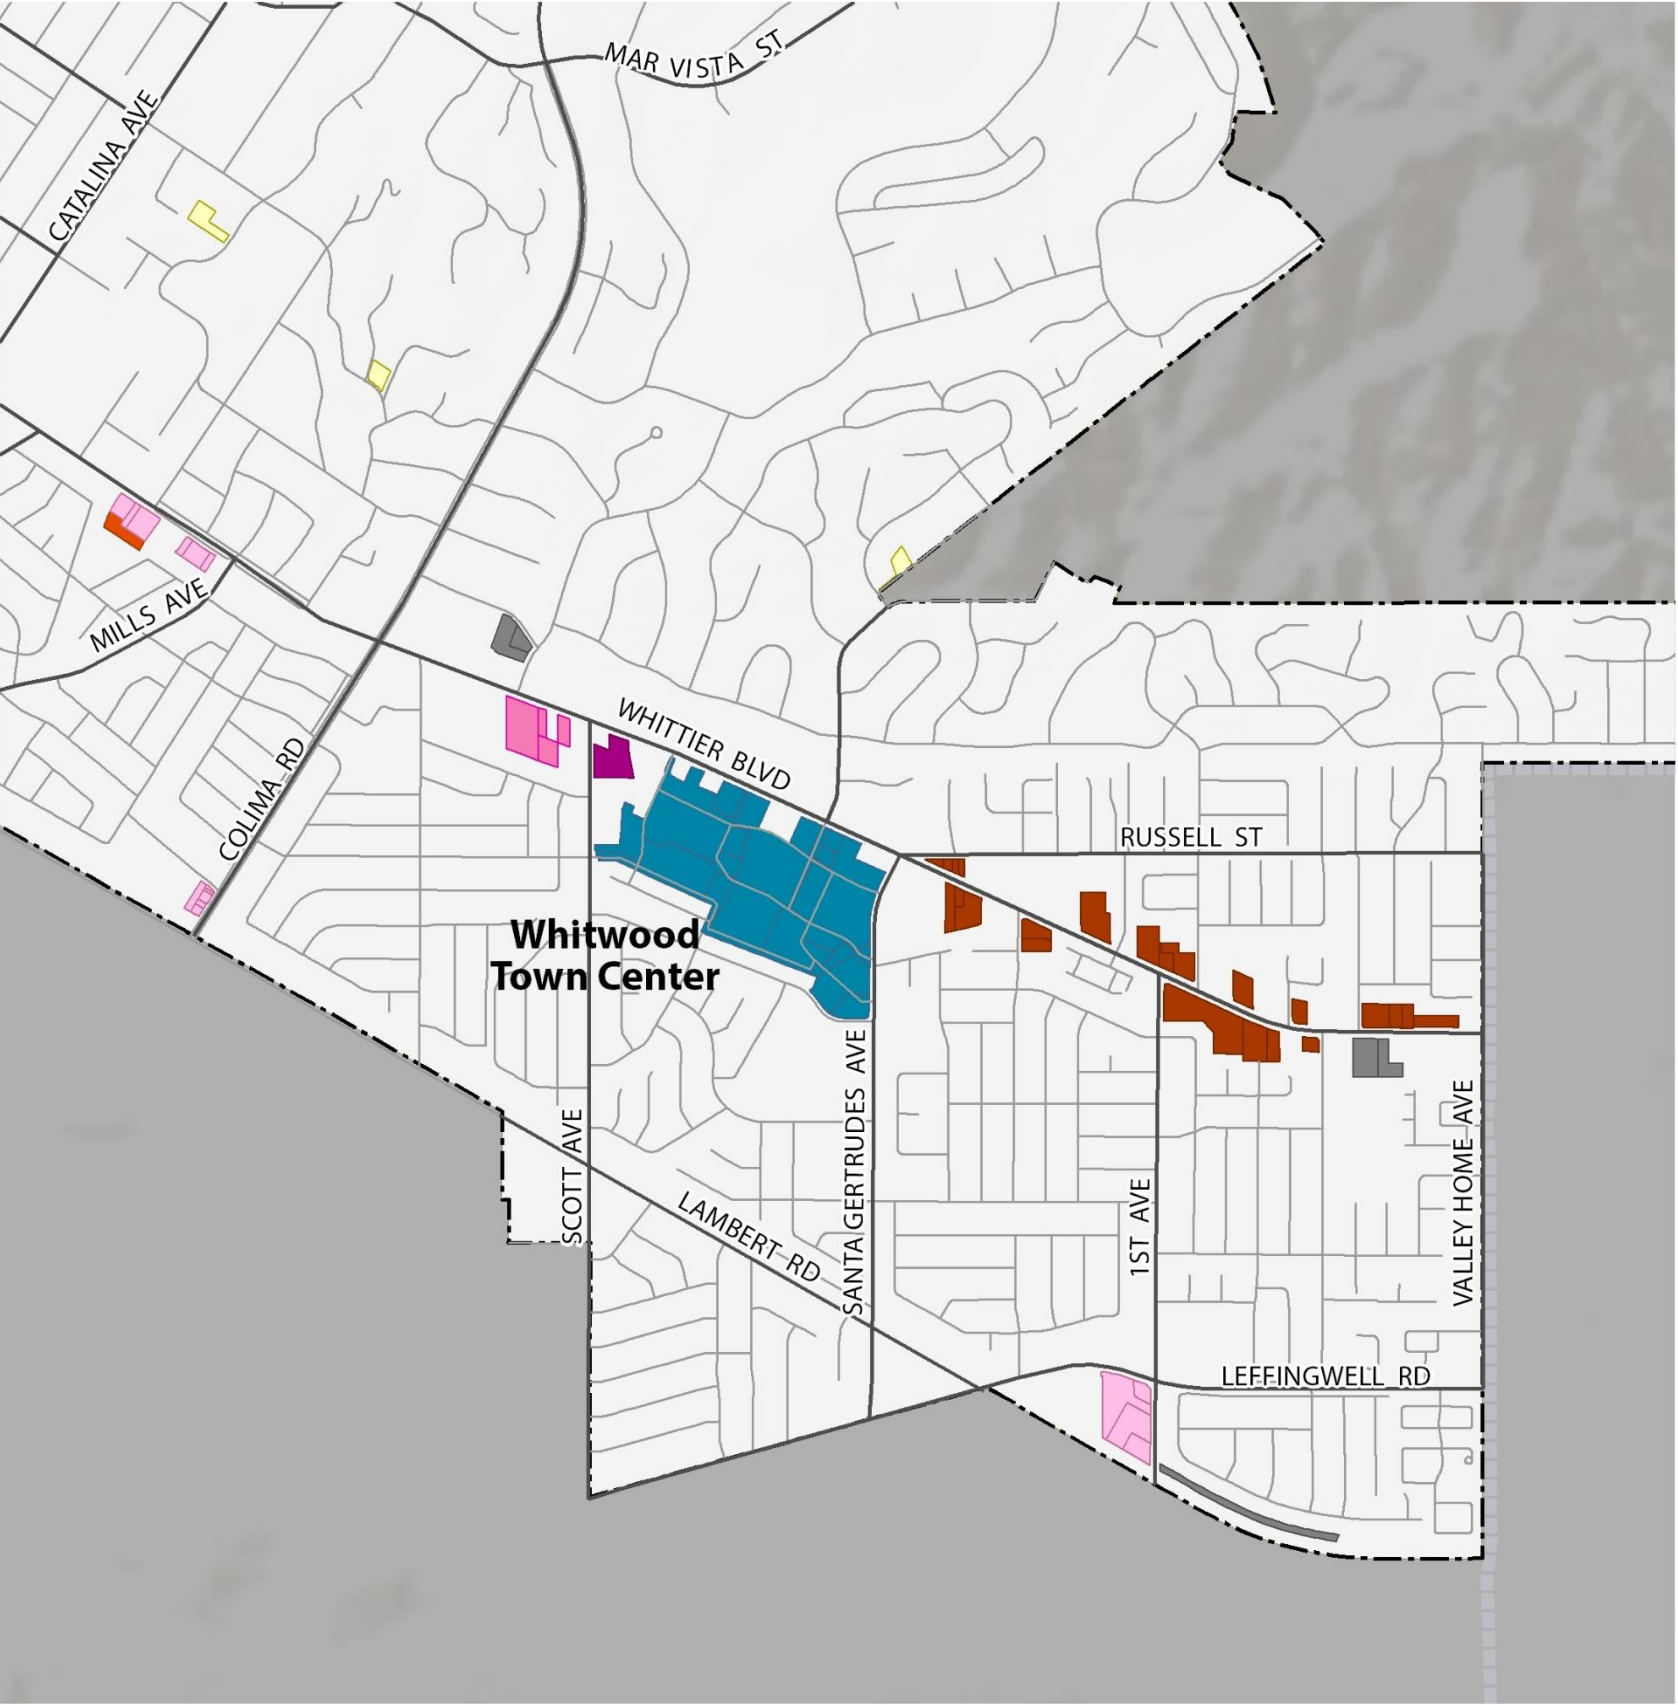 MAR VISTA ST
CATALINA AVE
MILLS AVE
WHITTIER BLVD
COLIMA RD
RUSSELL ST
Whitwood
Town Center
SCOTT AVE
SANTA GERTRUDES AVE
1ST AVE
VALLEY HOME AVE
LAMBERT RD
LEFFINGWELL RD